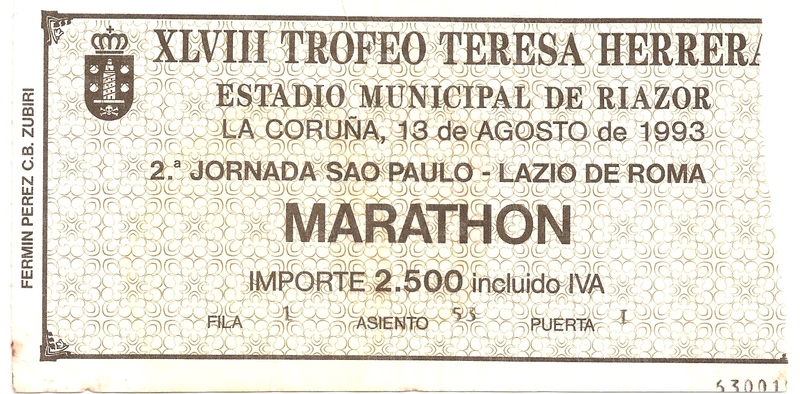 XLVIII TROFEO TERESA HERRERA
ESTADIO MUNICIPAL DE RIAZOR
LA CORUÑA, 13 de AGOSTO de 1993
2.ª JORNADA SAO PAULO - LAZIO DE ROMA
MARATHON
IMPORTE 2.500 incluido IVA
FILA 1 ASIENTO 53 PUERTA I
FERMIN PEREZ C.B. ZUBIRI